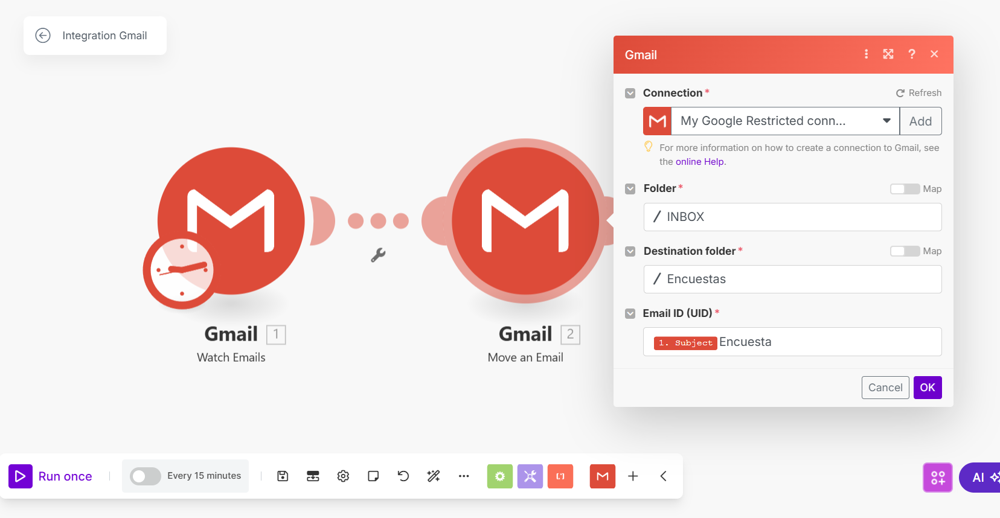 Integration Gmail
Gmail
?
Connection *
Refresh
My Google Restricted conn...
Add
For more information on how to create a connection to Gmail, see
the online Help.
Folder *
Map
/ INBOX
Destination folder *
Map
/ Encuestas
Email ID (UID) *
1. Subject Encuesta
Cancel
OK
Gmail 1
Watch Emails
Gmail 2
Move an Email
Run once
Every 15 minutes
AI